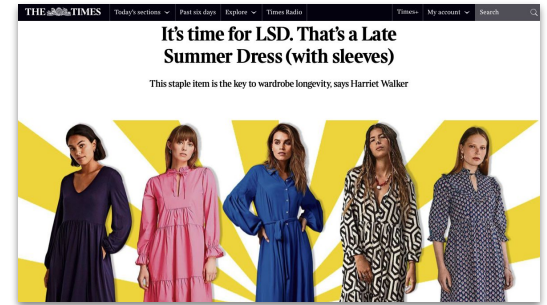 THE TIMES Today's sections Past six days Explore Times Radio Times+ My account Search
It's time for LSD. That's a Late
Summer Dress (with sleeves)
This staple item is the key to wardrobe longevity, says Harriet Walker